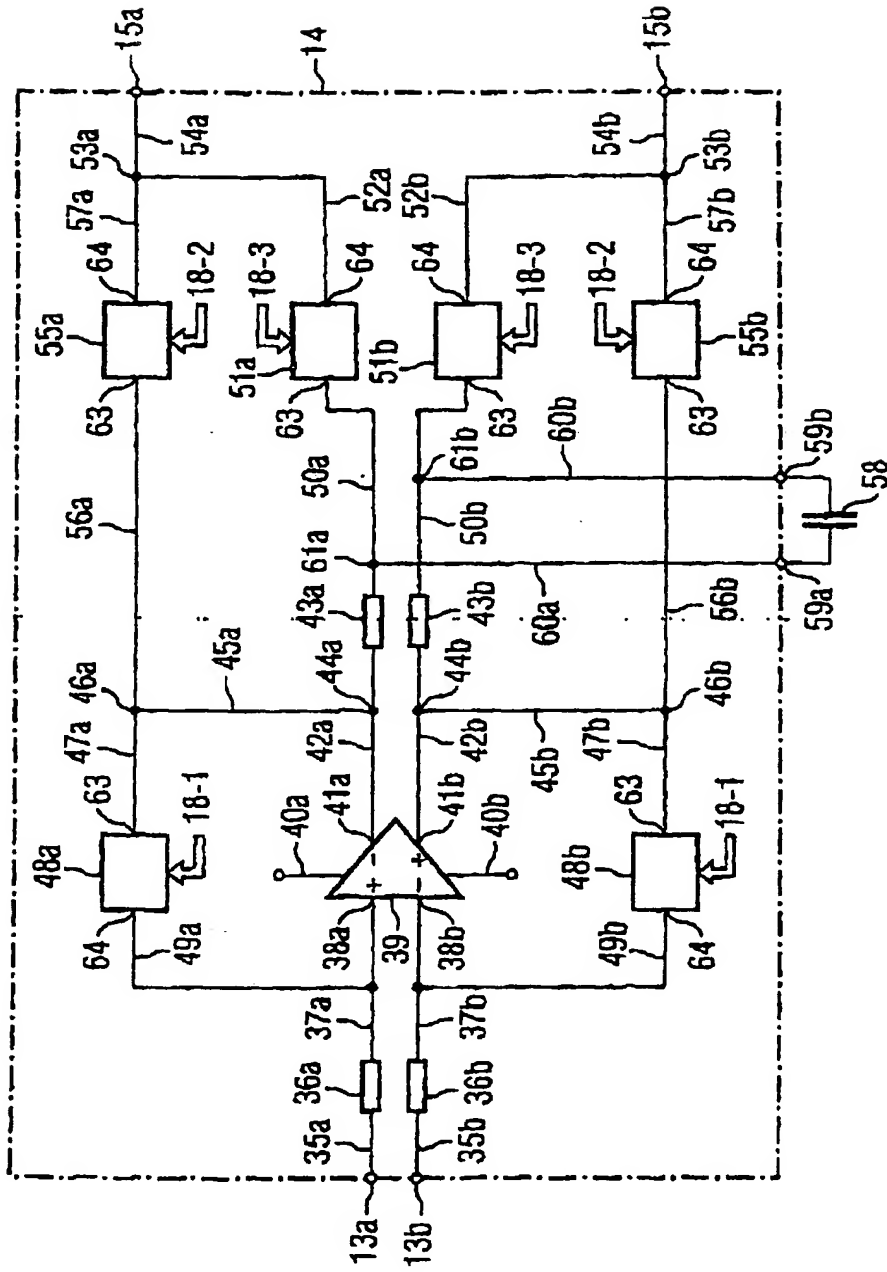 55a
53a
15a
48a
47a
46a
56a
57a
54a
63
63
64
14
64
18-1
18-2
49a
45a
18-3
40a
51a
52a
35a
36a
37a
38a
41a
42a
44a
43a
61a
50a
63
64
13a
+ −
39
− +
13b
35b
36b
37b
38b
41b
42b
44b
43b
50b
61b
51b
63
64
52b
40b
18-3
45b
60a
60b
18-1
18-2
49b
48b
63
63
64
64
47b
46b
56b
55b
57b
53b
54b
15b
59a
59b
58